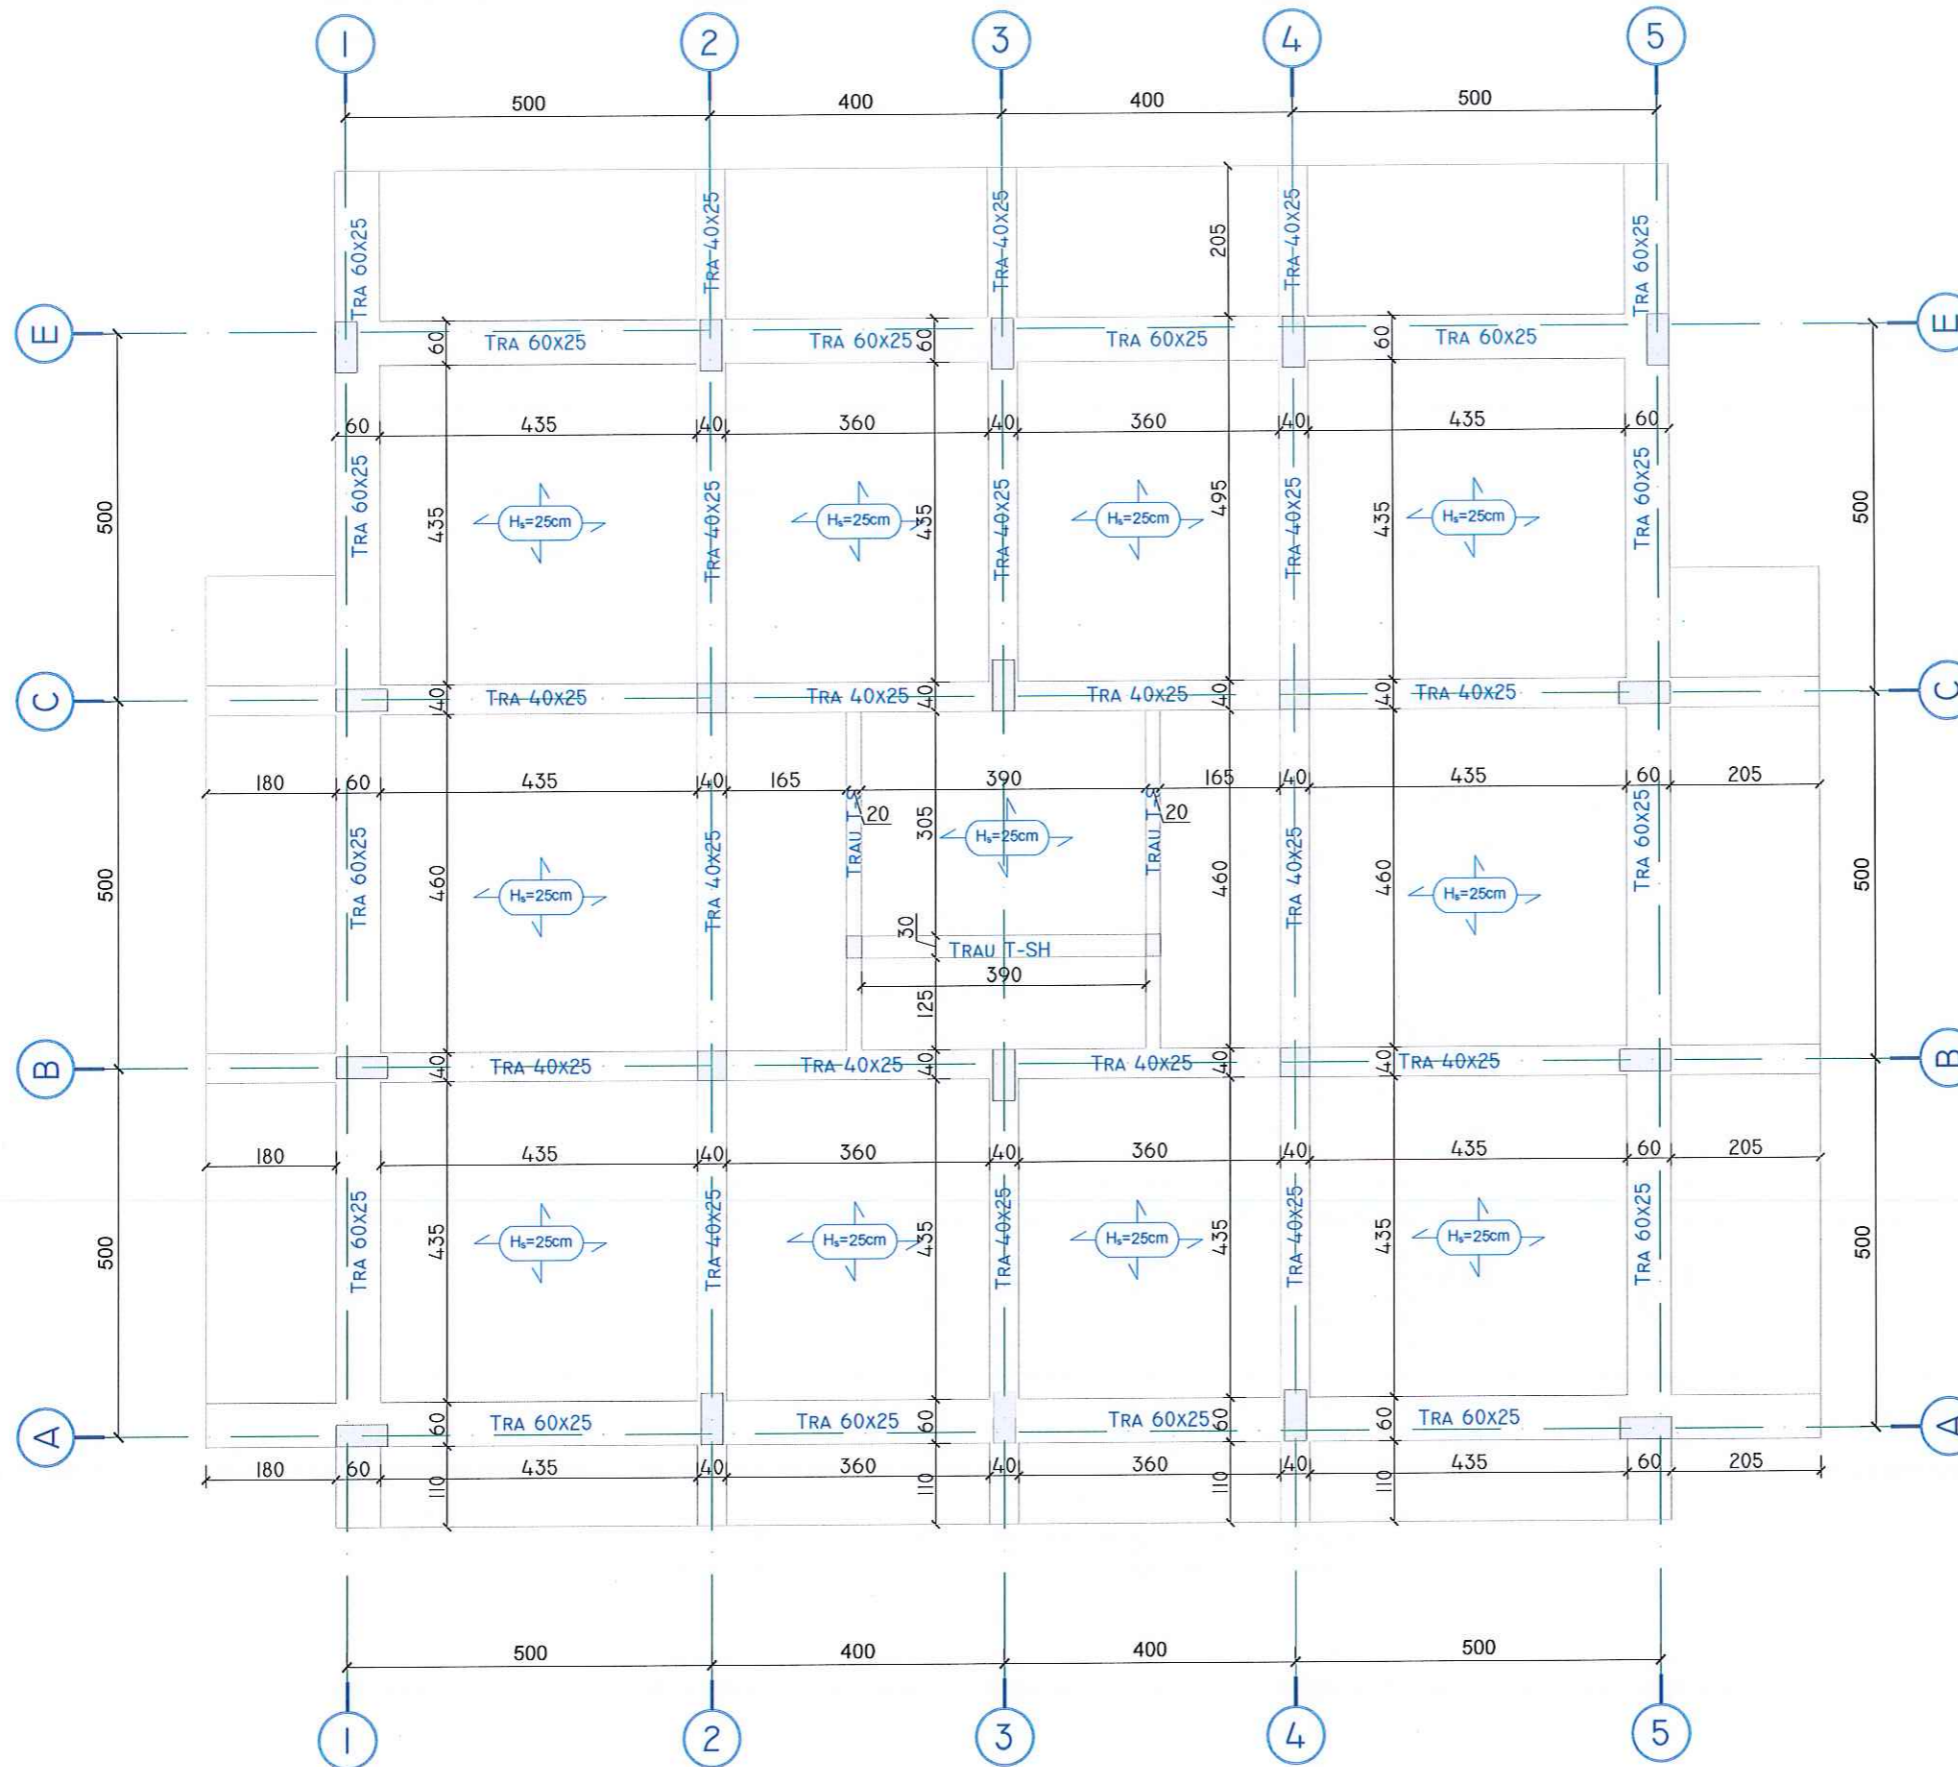 1 2 3 4 5
500 400 400 500
TRA 60X25 TRA 40X25 TRA 40X25 TRA 40X25 TRA 60X25
205
E E
TRA 60X25 TRA 60X25 TRA 60X25 TRA 60X25
60 60 60
60 435 40 360 40 360 40 435 60
TRA 60X25 TRA 40X25 TRA 40X25 TRA 40X25 TRA 60X25
500 435 435 495 435 500
Hs=25cm Hs=25cm Hs=25cm Hs=25cm
C C
TRA 40X25 TRA 40X25 TRA 40X25 TRA 40X25
40 40 40 40
180 60 435 40 165 390 165 40 435 60 205
20 20
TRAU T-S TRAU T-S
305
Hs=25cm
TRA 60X25 TRA 40X25 TRA 40X25 TRA 60X25
500 460 460 460 500
Hs=25cm Hs=25cm
30
TRAU T-SH
390
125
B B
TRA 40X25 TRA 40X25 TRA 40X25 TRA 40X25
40 40 40 40
180 435 40 360 40 360 40 435 60 205
TRA 60X25 TRA 40X25 TRA 40X25 TRA 40X25 TRA 60X25
500 435 435 435 435 500
Hs=25cm Hs=25cm Hs=25cm Hs=25cm
A A
TRA 60X25 TRA 60X25 TRA 60X25 TRA 60X25
60 60 60 60
180 60 435 40 360 40 360 40 435 60 205
110 110 110 110
500 400 400 500
1 2 3 4 5